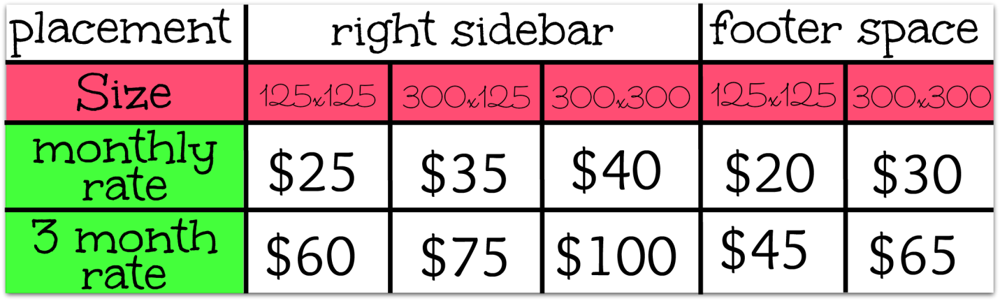 placement right sidebar footer space
Size 125x125 300x125 300x300 125x125 300x300
monthly
rate $25 $35 $40 $20 $30
3 month
rate $60 $75 $100 $45 $65